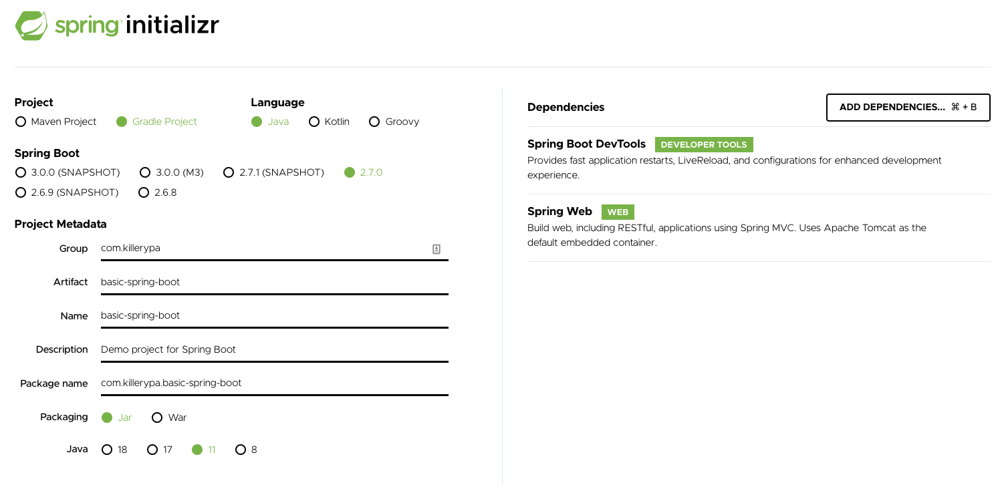 spring initializr
Project
Maven Project Gradle Project
Language
Java Kotlin Groovy
Spring Boot
3.0.0 (SNAPSHOT) 3.0.0 (M3) 2.7.1 (SNAPSHOT) 2.7.0
2.6.9 (SNAPSHOT) 2.6.8
Project Metadata
Group com.killerypa
Artifact basic-spring-boot
Name basic-spring-boot
Description Demo project for Spring Boot
Package name com.killerypa.basic-spring-boot
Packaging Jar War
Java 18 17 11 8
Dependencies ADD DEPENDENCIES... ⌘ + B
Spring Boot DevTools DEVELOPER TOOLS
Provides fast application restarts, LiveReload, and configurations for enhanced development
experience.
Spring Web WEB
Build web, including RESTful, applications using Spring MVC. Uses Apache Tomcat as the
default embedded container.